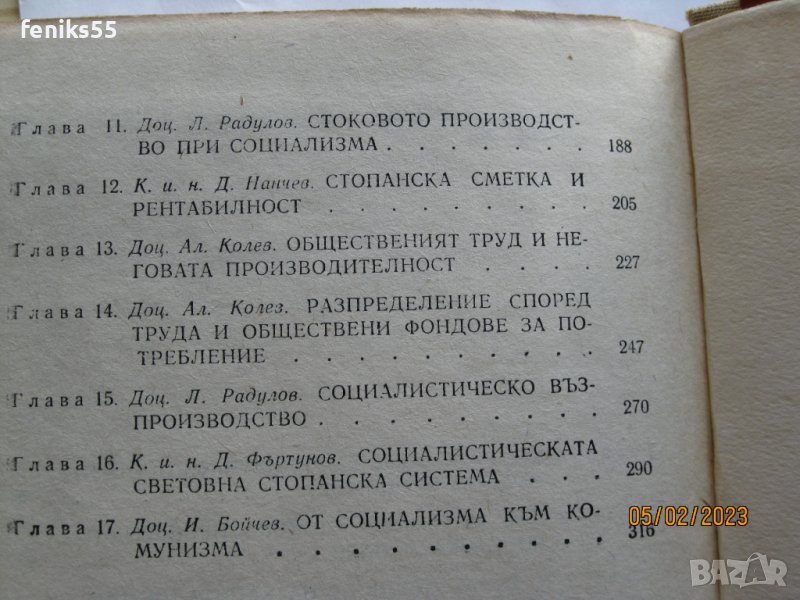 feniks55
Глава 11. Доц. Л. Радулов. СТОКОВОТО ПРОИЗВОДСТ-
ВО ПРИ СОЦИАЛИЗМА . . . . . . . 188
Глава 12. К. и. н. Д. Нанчев. СТОПАНСКА СМЕТКА И
РЕНТАБИЛНОСТ . . . . . . . . . 205
Глава 13. Доц. Ал. Колев. ОБЩЕСТВЕНИЯТ ТРУД И НЕ-
ГОВАТА ПРОИЗВОДИТЕЛНОСТ . . . . 227
Глава 14. Доц. Ал. Колев. РАЗПРЕДЕЛЕНИЕ СПОРЕД
ТРУДА И ОБЩЕСТВЕНИ ФОНДОВЕ ЗА ПО-
ТРЕБЛЕНИЕ . . . . . . . . . . 247
Глава 15. Доц. Л. Радулов. СОЦИАЛИСТИЧЕСКО ВЪЗ-
ПРОИЗВОДСТВО . . . . . . . . . 270
Глава 16. К. и. н. Д. Фъртунов. СОЦИАЛИСТИЧЕСКАТА
СВЕТОВНА СТОПАНСКА СИСТЕМА . . . 290
Глава 17. Доц. И. Бойчев. ОТ СОЦИАЛИЗМА КЪМ КО-
МУНИЗМА . . . . . . . . . . 316
05/02/2023
BAZAR